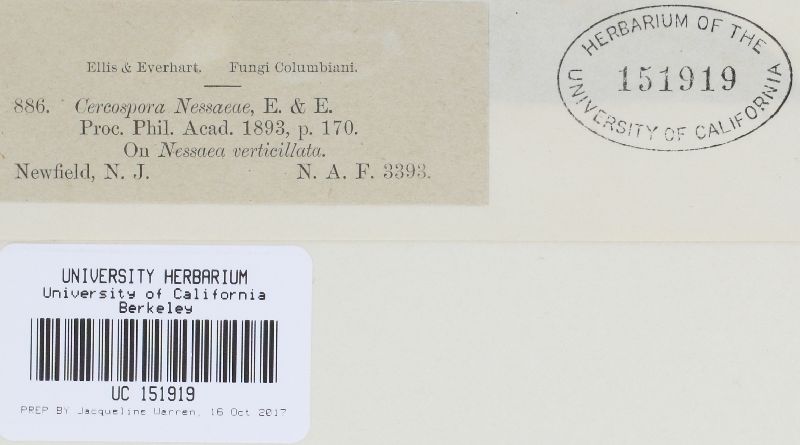 Ellis & Everhart. Fungi Columbiani.
886. Cercospora Nessaeae, E. & E.
Proc. Phil. Acad. 1893, p. 170.
On Nessaea verticillata.
Newfield, N. J. N. A. F. 3393.
HERBARIUM OF THE
151919
UNIVERSITY OF CALIFORNIA
UNIVERSITY HERBARIUM
University of California
Berkeley
UC 151919
PREP BY Jacqueline Warren, 16 Oct 2017